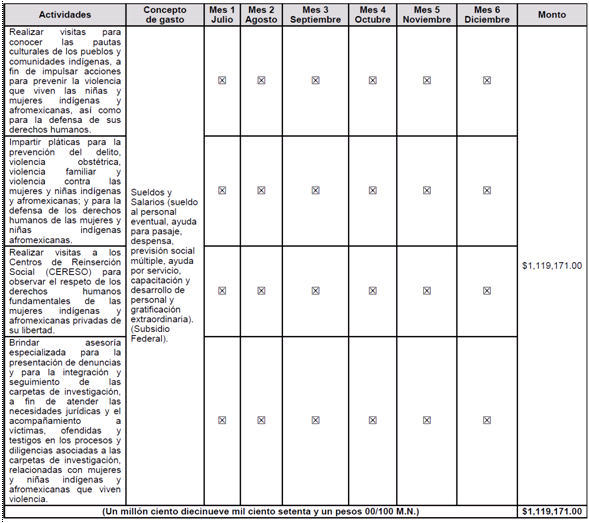 Actividades
Concepto
de gasto
Mes 1
Julio
Mes 2
Agosto
Mes 3
Septiembre
Mes 4
Octubre
Mes 5
Noviembre
Mes 6
Diciembre
Monto
Realizar visitas para
conocer las pautas
culturales de los pueblos y
comunidades indígenas, a
fin de impulsar acciones
para prevenir la violencia
que viven las niñas y
mujeres indígenas y
afromexicanas, así como
para la defensa de sus
derechos humanos.
☒ ☒ ☒ ☒ ☒ ☒
Impartir pláticas para la
prevención del delito,
violencia obstétrica,
violencia familiar y
violencia contra las
mujeres y niñas indígenas
y afromexicanas; y para la
defensa de los derechos
humanos de las mujeres y
niñas indígenas
afromexicanas.
☒ ☒ ☒ ☒ ☒ ☒
Realizar visitas a los
Centros de Reinserción
Social (CERESO) para
observar el respeto de los
derechos humanos
fundamentales de las
mujeres indígenas y
afromexicanas privadas de
su libertad.
☒ ☒ ☒ ☒ ☒ ☒
Brindar asesoría
especializada para la
presentación de denuncias
y para la integración y
seguimiento de las
carpetas de investigación,
a fin de atender las
necesidades jurídicas y el
acompañamiento a
víctimas, ofendidas y
testigos en los procesos y
diligencias asociadas a las
carpetas de investigación,
relacionadas con mujeres
y niñas indígenas y
afromexicanas que viven
violencia.
☒ ☒ ☒ ☒ ☒ ☒
Sueldos y
Salarios (sueldo
al personal
eventual, ayuda
para pasaje,
despensa,
previsión social
múltiple, ayuda
por servicio,
capacitación y
desarrollo de
personal y
gratificación
extraordinaria).
(Subsidio
Federal).
$1,119,171.00
(Un millón ciento diecinueve mil ciento setenta y un pesos 00/100 M.N.)
$1,119,171.00